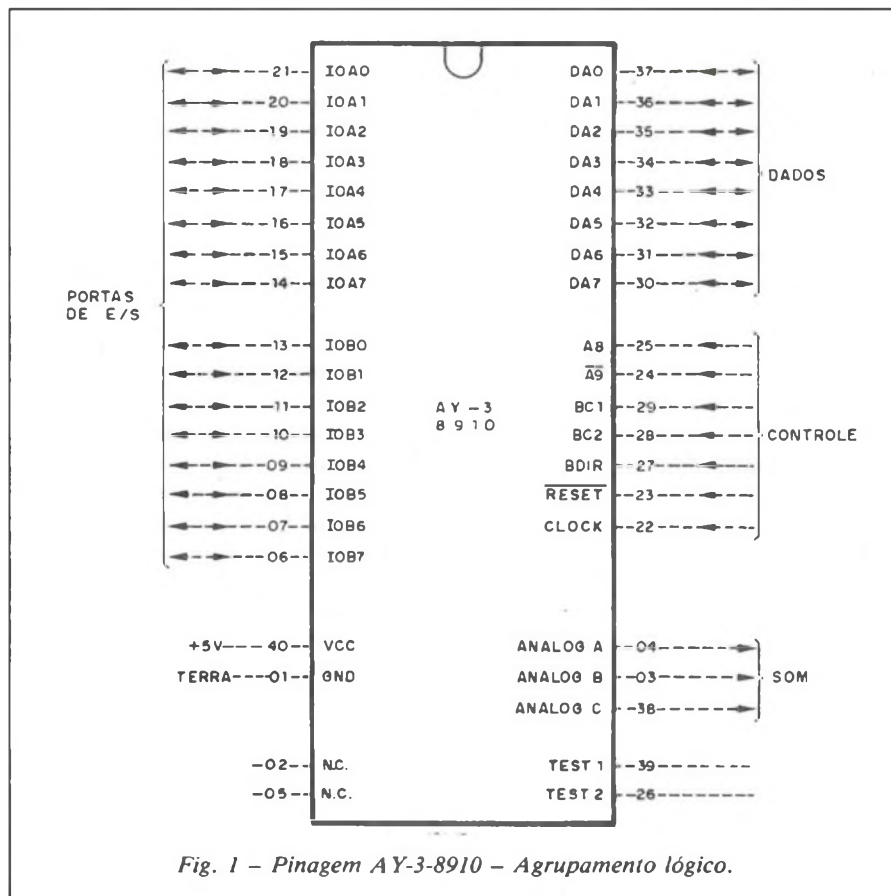 21 IOA0
20 IOA1
19 IOA2
18 IOA3
17 IOA4
16 IOA5
15 IOA6
14 IOA7
PORTAS
DE E/S
13 IOB0
12 IOB1
11 IOB2
10 IOB3
09 IOB4
08 IOB5
07 IOB6
06 IOB7
+5V 40 VCC
TERRA 01 GND
02 N.C.
05 N.C.
AY-3
8910
DA0 37
DA1 36
DA2 35
DA3 34
DA4 33
DA5 32
DA6 31
DA7 30
DADOS
A8 25
A9 24
BC1 29
BC2 28
BDIR 27
RESET 23
CLOCK 22
CONTROLE
ANALOG A 04
ANALOG B 03
ANALOG C 38
SOM
TEST 1 39
TEST 2 26
Fig. 1 – Pinagem AY-3-8910 – Agrupamento lógico.